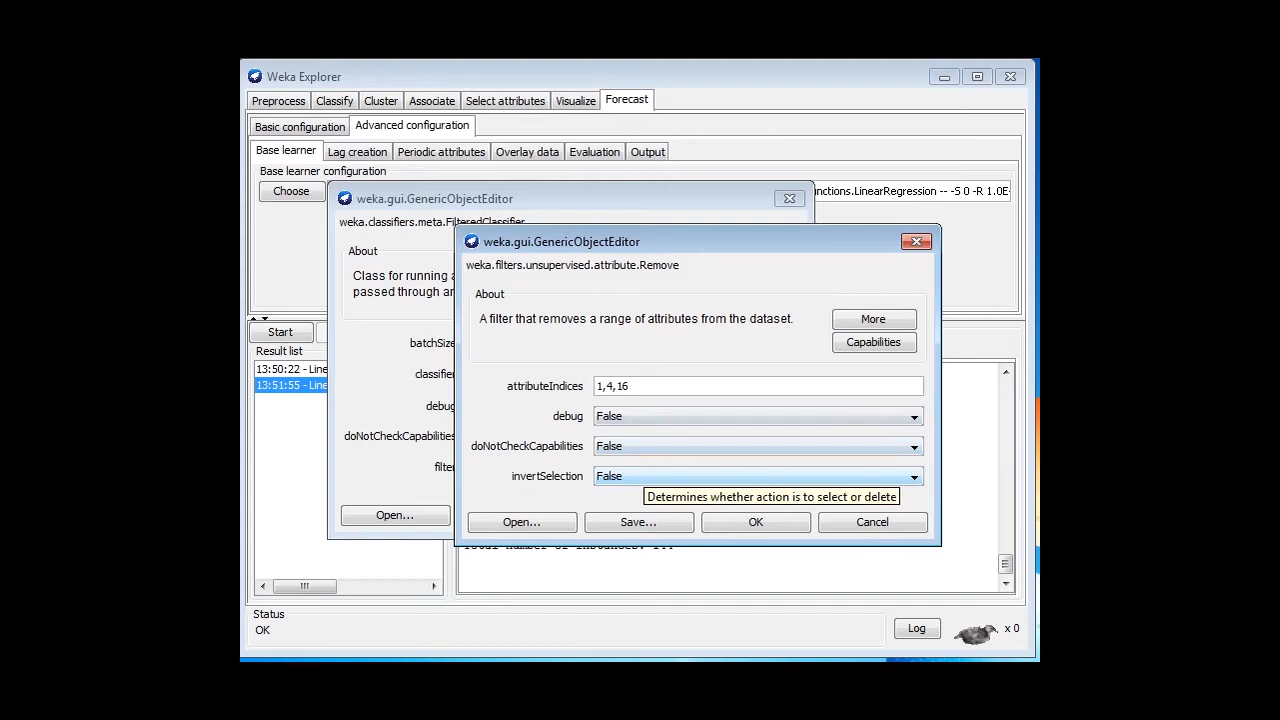 Weka Explorer
Preprocess Classify Cluster Associate Select attributes Visualize Forecast
Basic configuration Advanced configuration
Base learner Lag creation Periodic attributes Overlay data Evaluation Output
Base learner configuration
Choose
nctions.LinearRegression -- -S 0 -R 1.0E-
weka.gui.GenericObjectEditor
weka.classifiers.meta.FilteredClassifier
About
Class for running a
passed through ar
batchSize
classifier
debug
doNotCheckCapabilities
filter
Open...
weka.gui.GenericObjectEditor
weka.filters.unsupervised.attribute.Remove
About
A filter that removes a range of attributes from the dataset.
More
Capabilities
attributeIndices 1,4,16
debug False
doNotCheckCapabilities False
invertSelection False
Determines whether action is to select or delete
Open... Save... OK Cancel
Start
Result list
13:50:22 - Line
13:51:55 - Line
Status
OK
Log
x 0